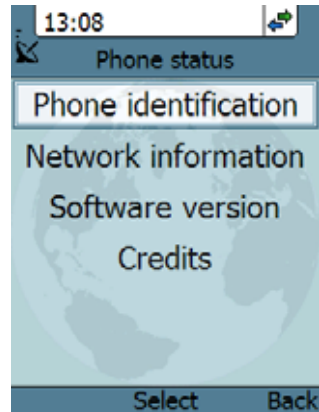 13:08
Phone status
Phone identification
Network information
Software version
Credits
Select Back